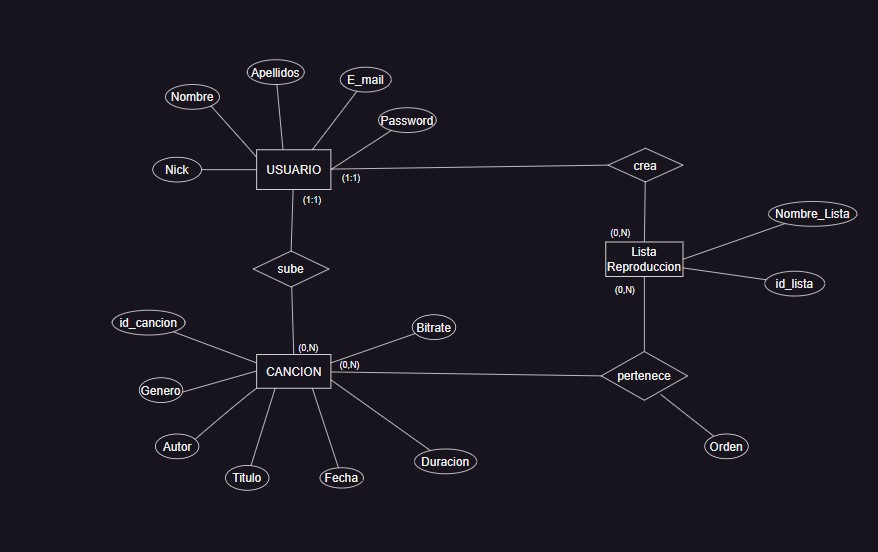 Apellidos
E_mail
Nombre
Password
Nick
USUARIO
(1:1)
crea
(1:1)
Nombre_Lista
(0,N)
Lista
Reproduccion
sube
id_lista
(0,N)
id_cancion
Bitrate
(0,N)
CANCION
(0,N)
pertenece
Genero
Autor
Orden
Titulo
Fecha
Duracion